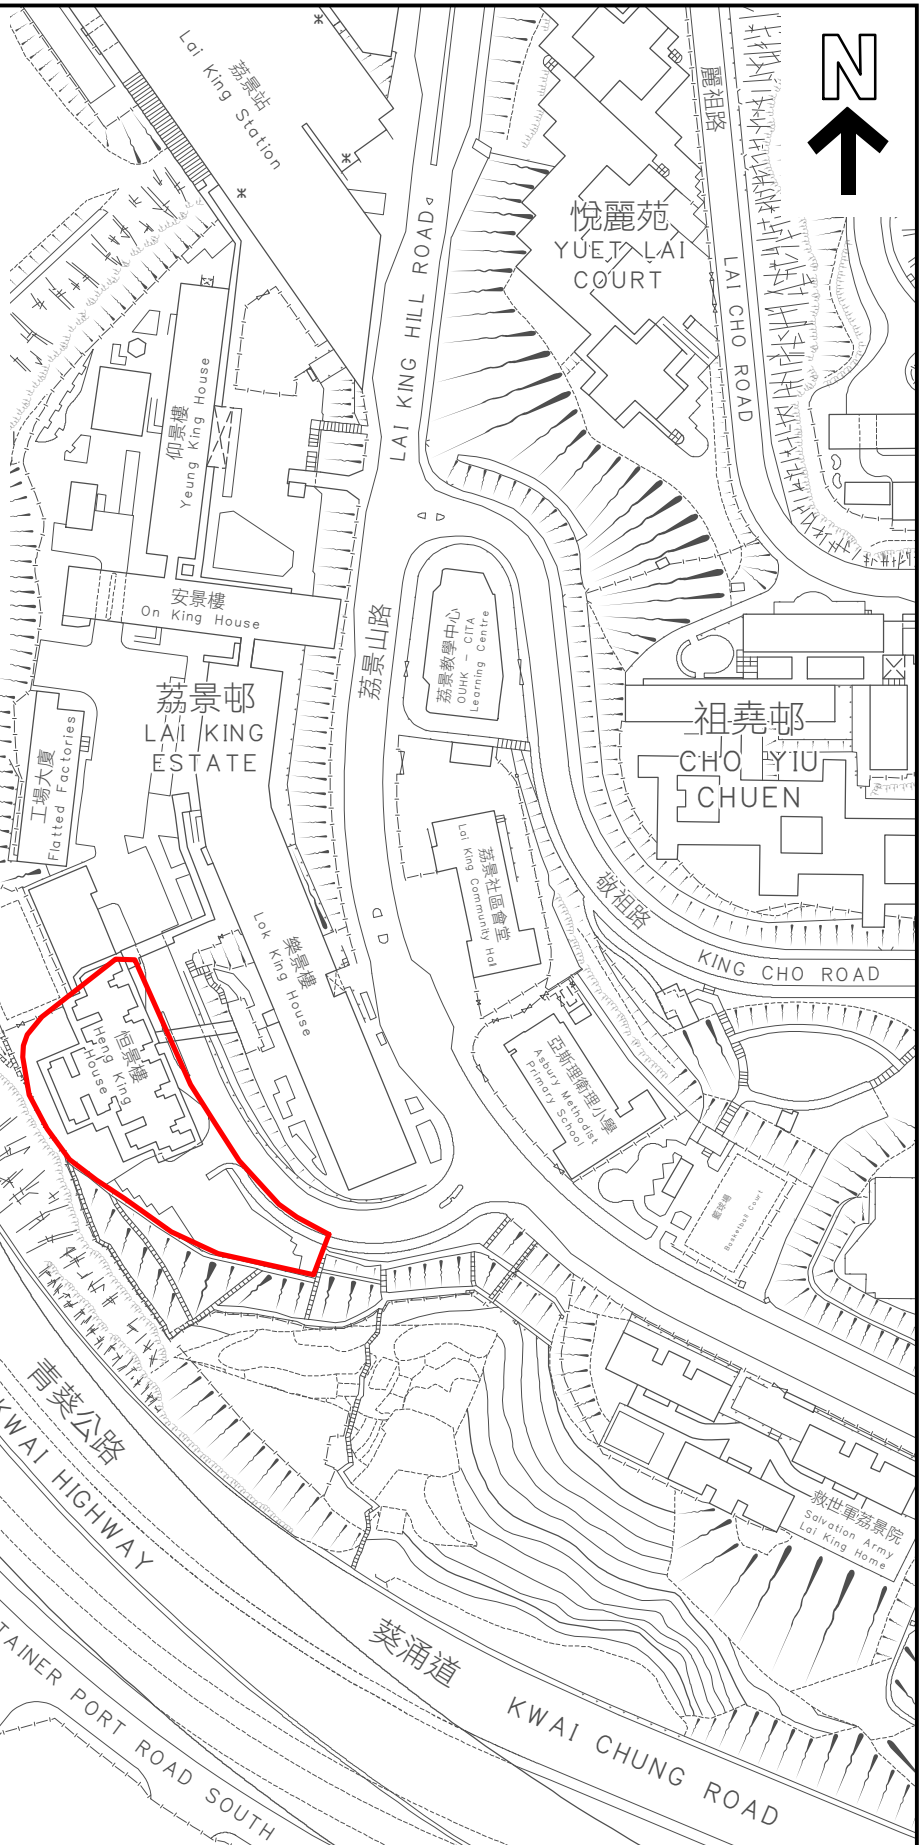 N
荔景站
Lai King Station
麗祖路
LAI CHO ROAD
悅麗苑
YUET LAI
COURT
LAI KING HILL ROAD
荔景山路
仰景樓
Yeung King House
安景樓
On King House
荔景邨
LAI KING
ESTATE
荔景教學中心
OUHK - CITA
Learning Centre
祖堯邨
CHO YIU
CHUEN
工場大廈
Flatted Factories
荔景社區會堂
Lai King Community Hall
敬祖路
KING CHO ROAD
樂景樓
Lok King House
恒景樓
Heng King
House
亞斯理衞理小學
Asbury Methodist
Primary School
籃球場
Basketball Court
青葵公路
KWAI HIGHWAY
救世軍荔景院
Salvation Army
Lai King Home
葵涌道
KWAI CHUNG ROAD
TAINER PORT ROAD SOUTH